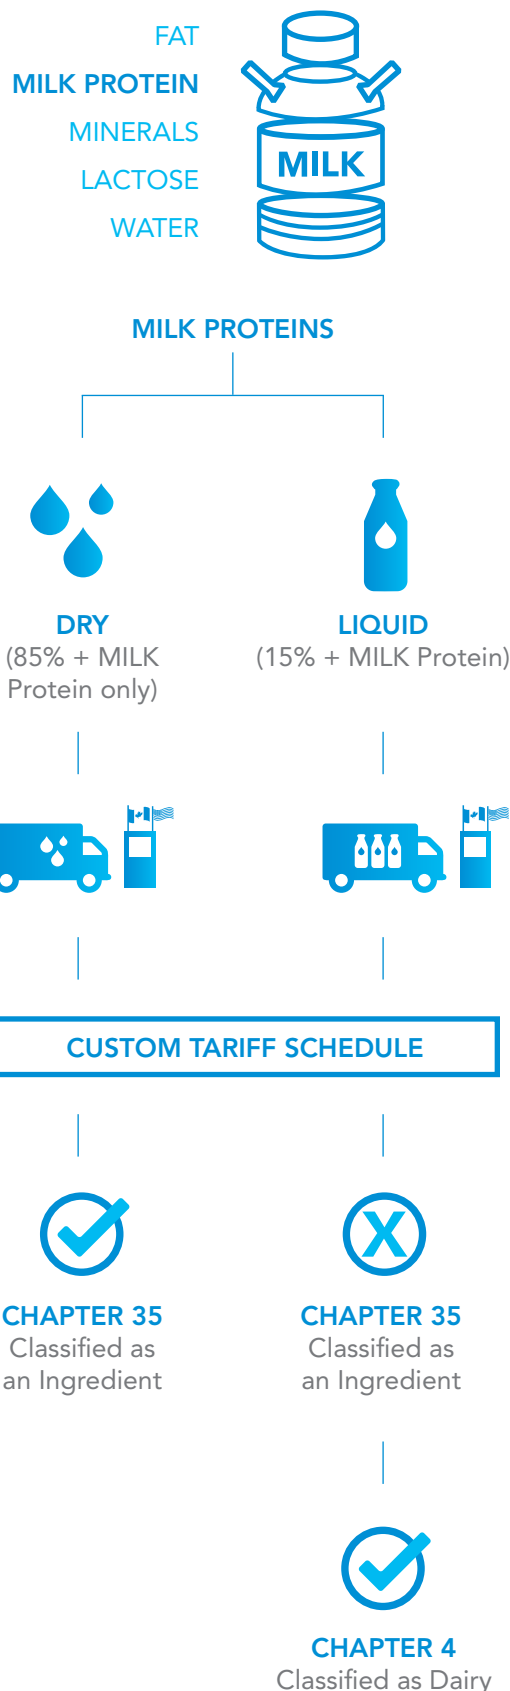 FAT
MILK PROTEIN
MINERALS
LACTOSE
WATER
MILK
MILK PROTEINS
DRY
(85% + MILK
Protein only)
LIQUID
(15% + MILK Protein)
CUSTOM TARIFF SCHEDULE
CHAPTER 35
Classified as
an Ingredient
X
CHAPTER 35
Classified as
an Ingredient
CHAPTER 4
Classified as Dairy